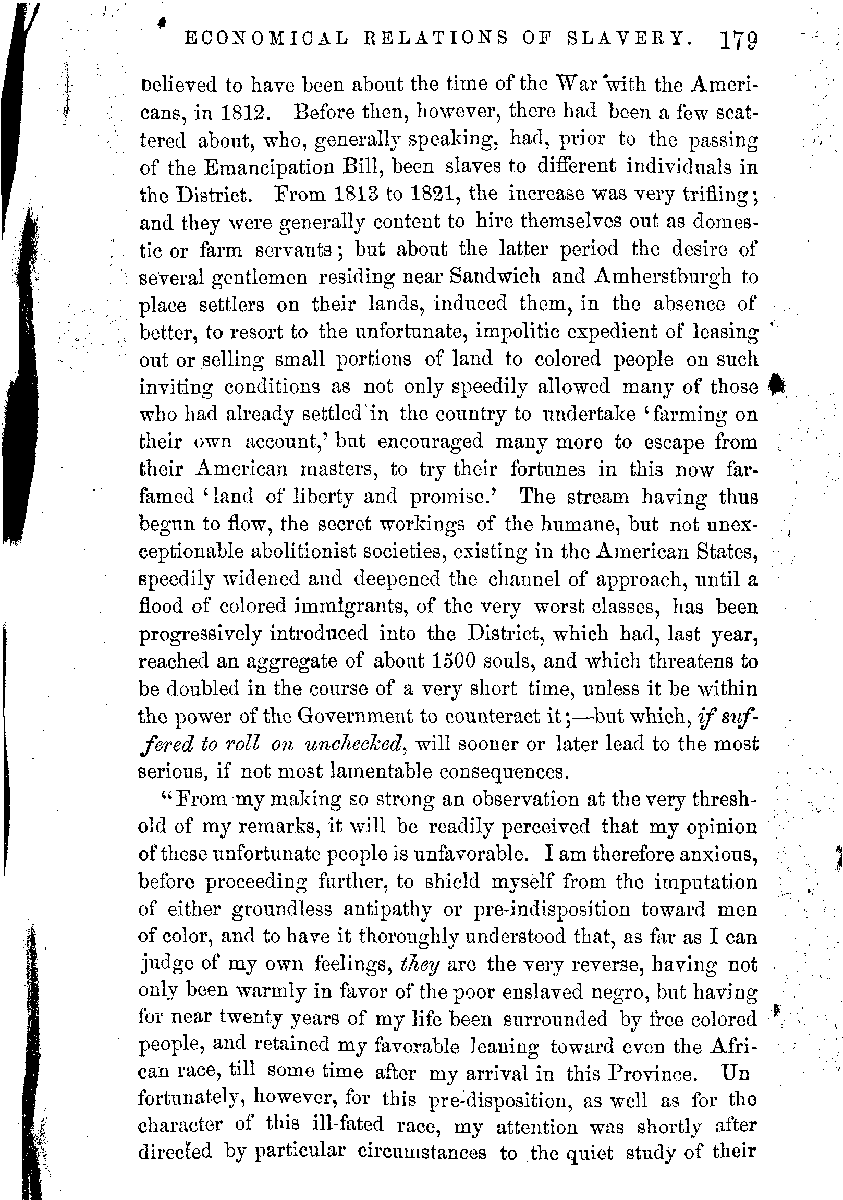 ECONOMICAL RELATIONS OF SLAVERY. 179
believed to have been about the time of the War with the Ameri-
cans, in 1812. Before then, however, there had been a few scat-
tered about, who, generally speaking, had, prior to the passing
of the Emancipation Bill, been slaves to different individuals in
the District. From 1813 to 1821, the increase was very trifling;
and they were generally content to hire themselves out as domes-
tic or farm servants; but about the latter period the desire of
several gentlemen residing near Sandwich and Amherstburgh to
place settlers on their lands, induced them, in the absence of
better, to resort to the unfortunate, impolitic expedient of leasing
out or selling small portions of land to colored people on such
inviting conditions as not only speedily allowed many of those
who had already settled in the country to undertake ‘farming on
their own account,’ but encouraged many more to escape from
their American masters, to try their fortunes in this now far-
famed ‘land of liberty and promise.’ The stream having thus
begun to flow, the secret workings of the humane, but not unex-
ceptionable abolitionist societies, existing in the American States,
speedily widened and deepened the channel of approach, until a
flood of colored immigrants, of the very worst classes, has been
progressively introduced into the District, which had, last year,
reached an aggregate of about 1500 souls, and which threatens to
be doubled in the course of a very short time, unless it be within
the power of the Government to counteract it;—but which, if suf-
fered to roll on unchecked, will sooner or later lead to the most
serious, if not most lamentable consequences.
“From my making so strong an observation at the very thresh-
old of my remarks, it will be readily perceived that my opinion
of these unfortunate people is unfavorable. I am therefore anxious,
before proceeding further, to shield myself from the imputation
of either groundless antipathy or pre-indisposition toward men
of color, and to have it thoroughly understood that, as far as I can
judge of my own feelings, they are the very reverse, having not
only been warmly in favor of the poor enslaved negro, but having
for near twenty years of my life been surrounded by free colored
people, and retained my favorable leaning toward even the Afri-
can race, till some time after my arrival in this Province. Un
fortunately, however, for this pre-disposition, as well as for the
character of this ill-fated race, my attention was shortly after
directed by particular circumstances to the quiet study of their